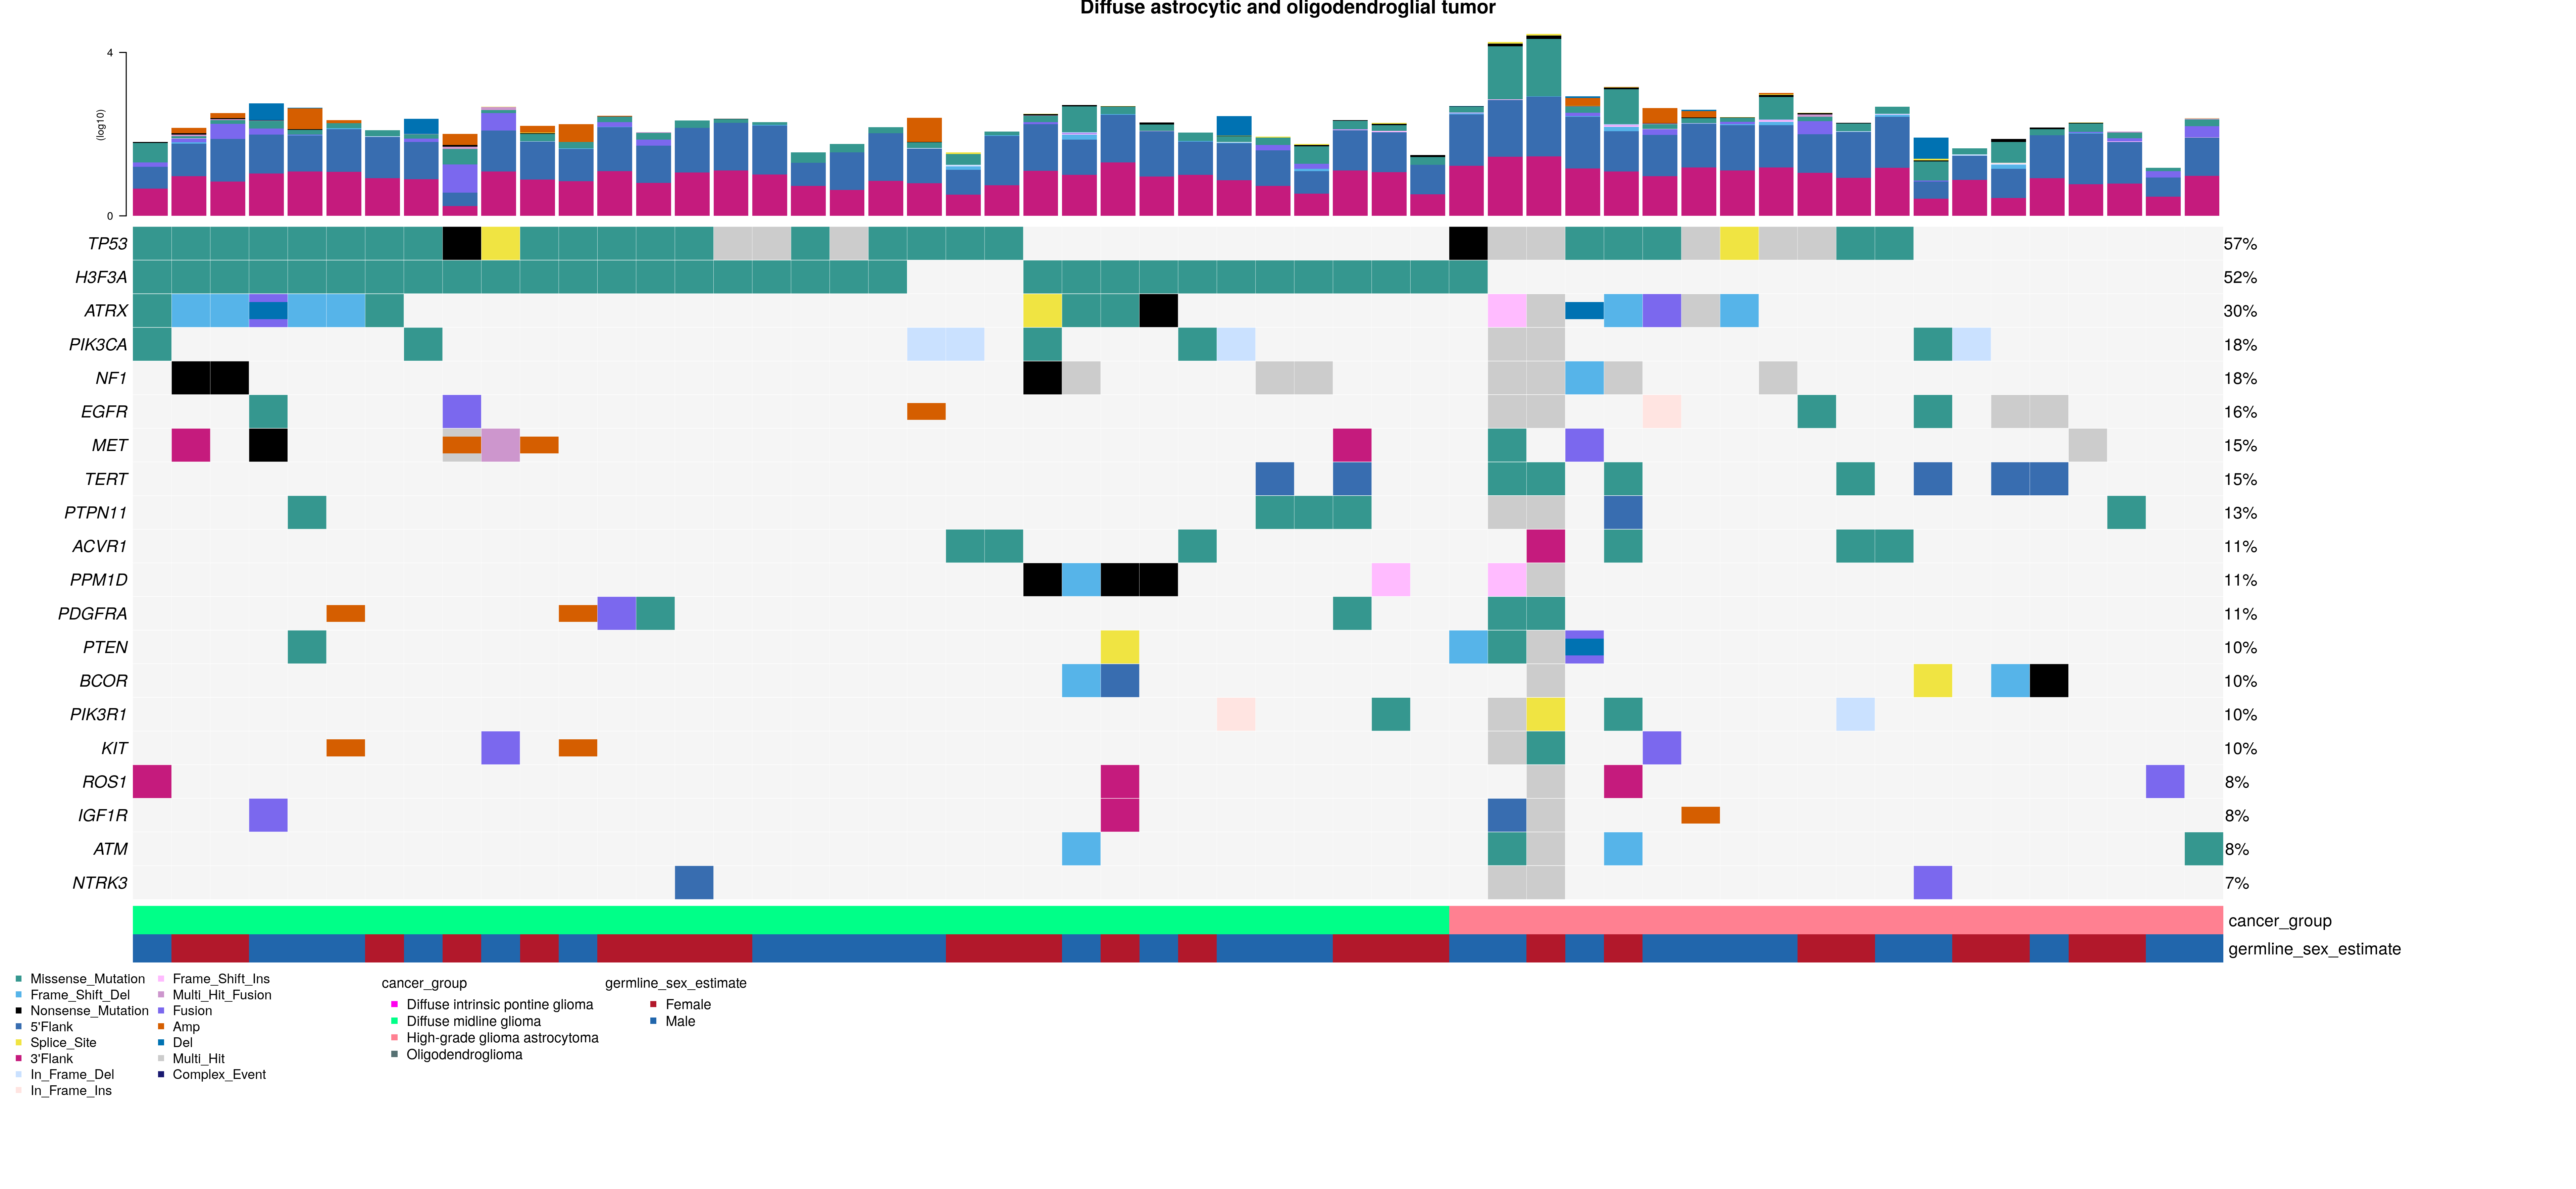 Diffuse astrocytic and oligodendroglial tumor
4
(log10)
0
TP53 57%
H3F3A 52%
ATRX 30%
PIK3CA 18%
NF1 18%
EGFR 16%
MET 15%
TERT 15%
PTPN11 13%
ACVR1 11%
PPM1D 11%
PDGFRA 11%
PTEN 10%
BCOR 10%
PIK3R1 10%
KIT 10%
ROS1 8%
IGF1R 8%
ATM 8%
NTRK3 7%
cancer_group
germline_sex_estimate
Missense_Mutation
Frame_Shift_Del
Nonsense_Mutation
5'Flank
Splice_Site
3'Flank
In_Frame_Del
In_Frame_Ins
Frame_Shift_Ins
Multi_Hit_Fusion
Fusion
Amp
Del
Multi_Hit
Complex_Event
cancer_group
Diffuse intrinsic pontine glioma
Diffuse midline glioma
High-grade glioma astrocytoma
Oligodendroglioma
germline_sex_estimate
Female
Male